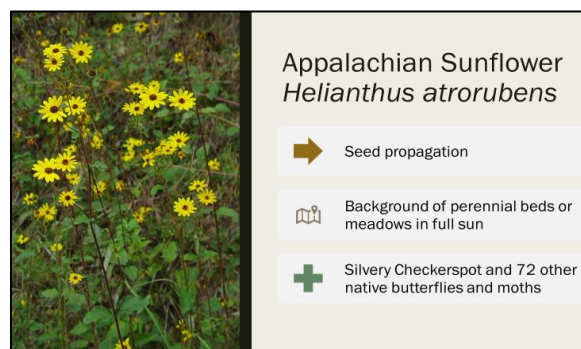 Appalachian Sunflower
Helianthus atrorubens
Seed propagation
Background of perennial beds or
meadows in full sun
Silvery Checkerspot and 72 other
native butterflies and moths